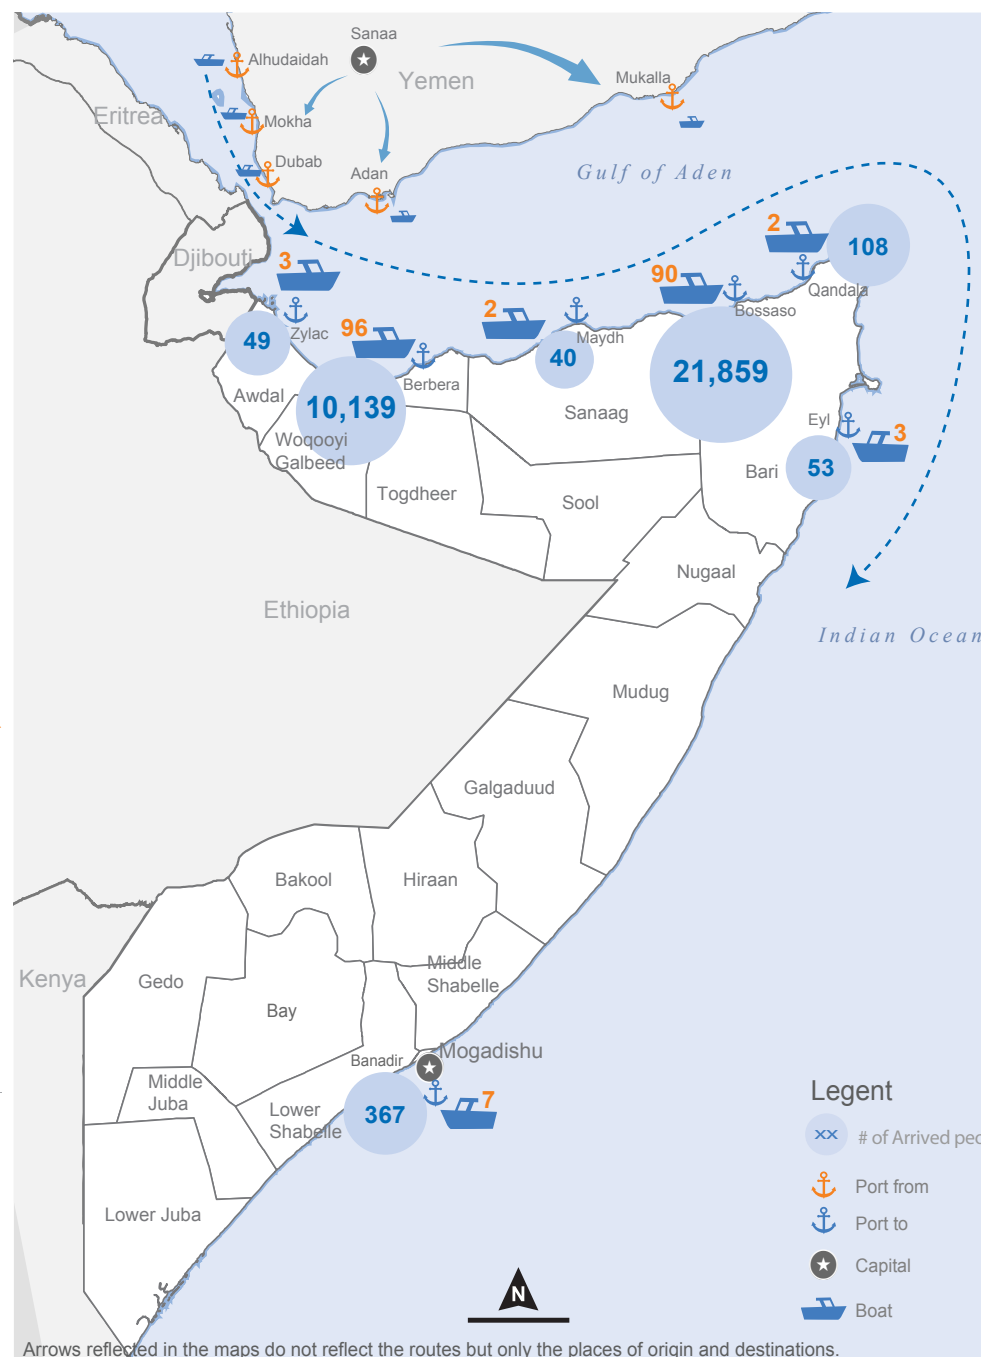 Sanaa
Alhudaidah
Yemen
Mukalla
Eritrea
Mokha
Dubab
Adan
Gulf of Aden
Djibouti
3
2
108
90
Qandala
Bossaso
2
96
Zylac
Maydh
49
40
Berbera
21,859
Awdal
10,139
Sanaag
Eyl
3
Woqooyi
Galbeed
53
Bari
Togdheer
Sool
Nugaal
Ethiopia
Indian Ocean
Mudug
Galgaduud
Bakool
Hiraan
Middle
Shabelle
Kenya
Gedo
Bay
Mogadishu
Banadir
Middle
Juba
7
367
Lower
Shabelle
Lower Juba
Legent
xx
# of Arrived
Port from
Port to
Capital
Boat
N
Arrows reflected in the maps do not reflect the routes but only the places of origin and destinations.